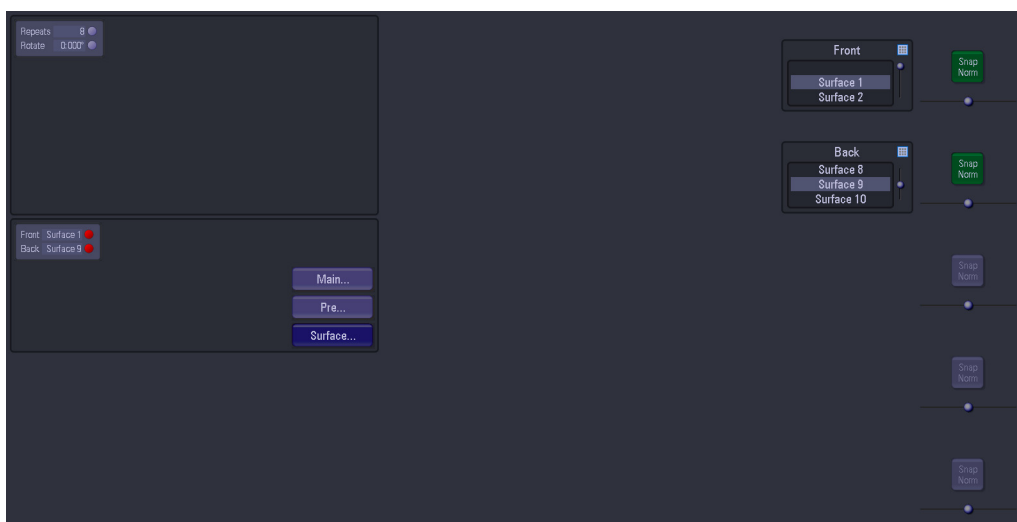 Repeats 8
Rotate 0.000°
Front Surface 1
Back Surface 9
Main...
Pre...
Surface...
Front
Surface 1
Surface 2
Back
Surface 8
Surface 9
Surface 10
Snap
Norm
Snap
Norm
Snap
Norm
Snap
Norm
Snap
Norm